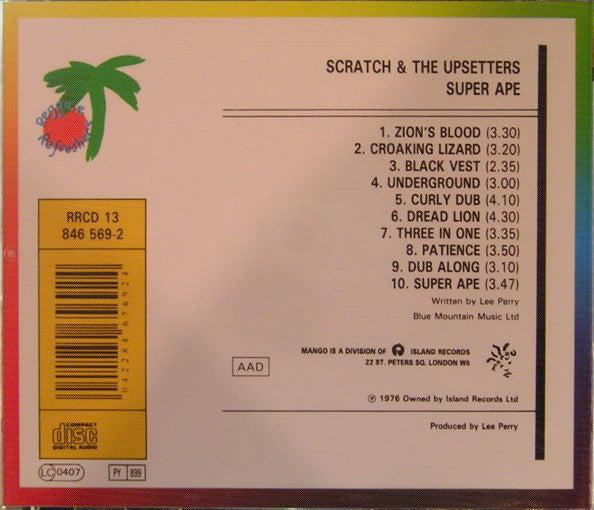 reggae
Refreshers
SCRATCH & THE UPSETTERS
SUPER APE
1. ZION'S BLOOD (3.30)
2. CROAKING LIZARD (3.20)
3. BLACK VEST (2.35)
4. UNDERGROUND (3.00)
5. CURLY DUB (4.10)
6. DREAD LION (4.30)
7. THREE IN ONE (3.35)
8. PATIENCE (3.50)
9. DUB ALONG (3.10)
10. SUPER APE (3.47)
Written by Lee Perry
Blue Mountain Music Ltd
RRCD 13
846 569-2
042284656924
MANGO IS A DIVISION OF ISLAND RECORDS
22 ST. PETERS SQ. LONDON W6
AAD
℗ 1976 Owned by Island Records Ltd
Produced by Lee Perry
COMPACT
disc
DIGITAL AUDIO
LC 0407
PY 899